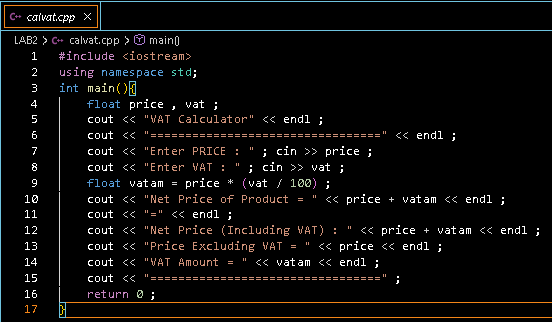 C++ calvat.cpp ×
LAB2 > C++ calvat.cpp > main()
1 #include <iostream>
2 using namespace std;
3 int main(){
4 float price , vat ;
5 cout << "VAT Calculator" << endl ;
6 cout << "=================================" << endl ;
7 cout << "Enter PRICE : " ; cin >> price ;
8 cout << "Enter VAT : " ; cin >> vat ;
9 float vatam = price * (vat / 100) ;
10 cout << "Net Price of Product = " << price + vatam << endl ;
11 cout << "=" << endl ;
12 cout << "Net Price (Including VAT) : " << price + vatam << endl ;
13 cout << "Price Excluding VAT = " << price << endl ;
14 cout << "VAT Amount = " << vatam << endl ;
15 cout << "=================================" ;
16 return 0 ;
17 }